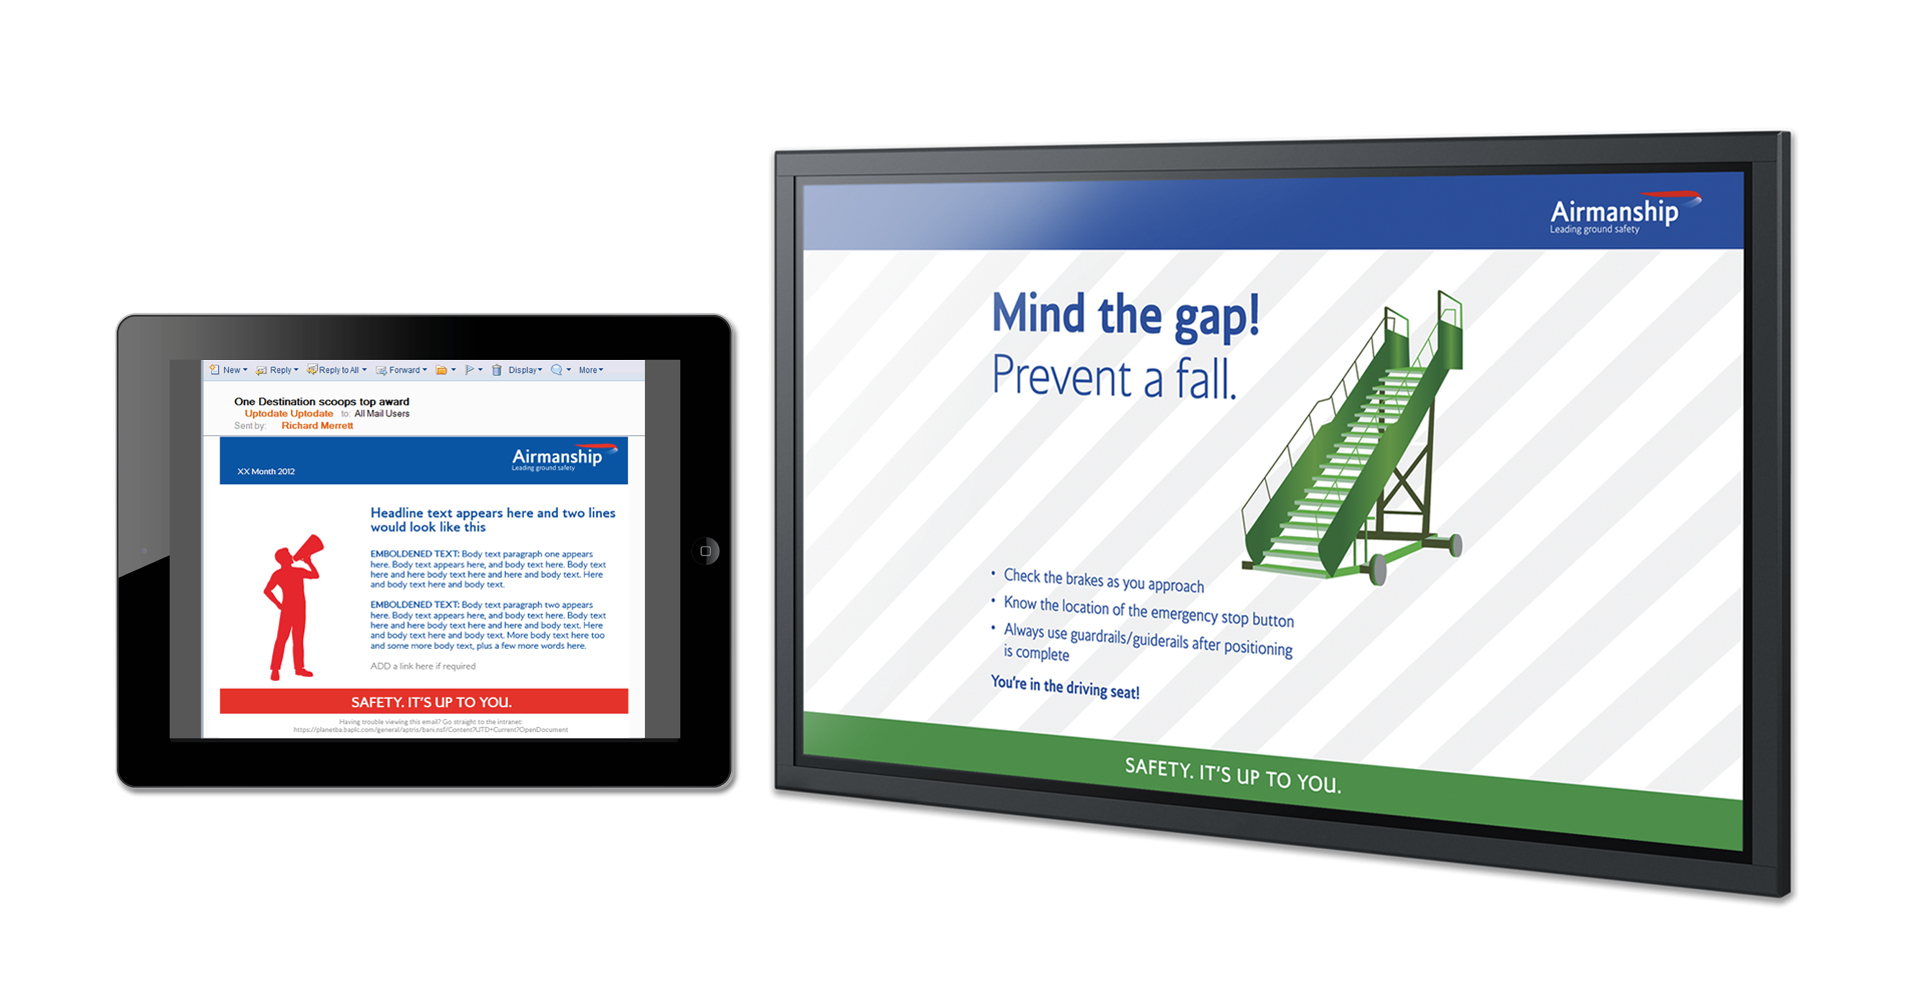 New Reply Reply to All Forward Display More
One Destination scoops top award
Uptodate Uptodate to: All Mail Users
Sent by: Richard Merrett
Airmanship
Leading ground safety
XX Month 2012
Headline text appears here and two lines
would look like this
EMBOLDENED TEXT: Body text paragraph one appears
here. Body text appears here, and body text here. Body text
here and here body text here and here and body text. Here
and body text here and body text.
EMBOLDENED TEXT: Body text paragraph two appears
here. Body text appears here, and body text here. Body text
here and here body text here and here and body text. Here
and body text here and body text. More body text here too
and some more body text, plus a few more words here.
ADD a link here if required
SAFETY. IT'S UP TO YOU.
Having trouble viewing this email? Go straight to the intranet:
https://planetba.baplc.com/general/aptris/bani.nsf/Content?UTD=Current?OpenDocument
Airmanship
Leading ground safety
Mind the gap!
Prevent a fall.
• Check the brakes as you approach
• Know the location of the emergency stop button
• Always use guardrails/guiderails after positioning
is complete
You're in the driving seat!
SAFETY. IT'S UP TO YOU.